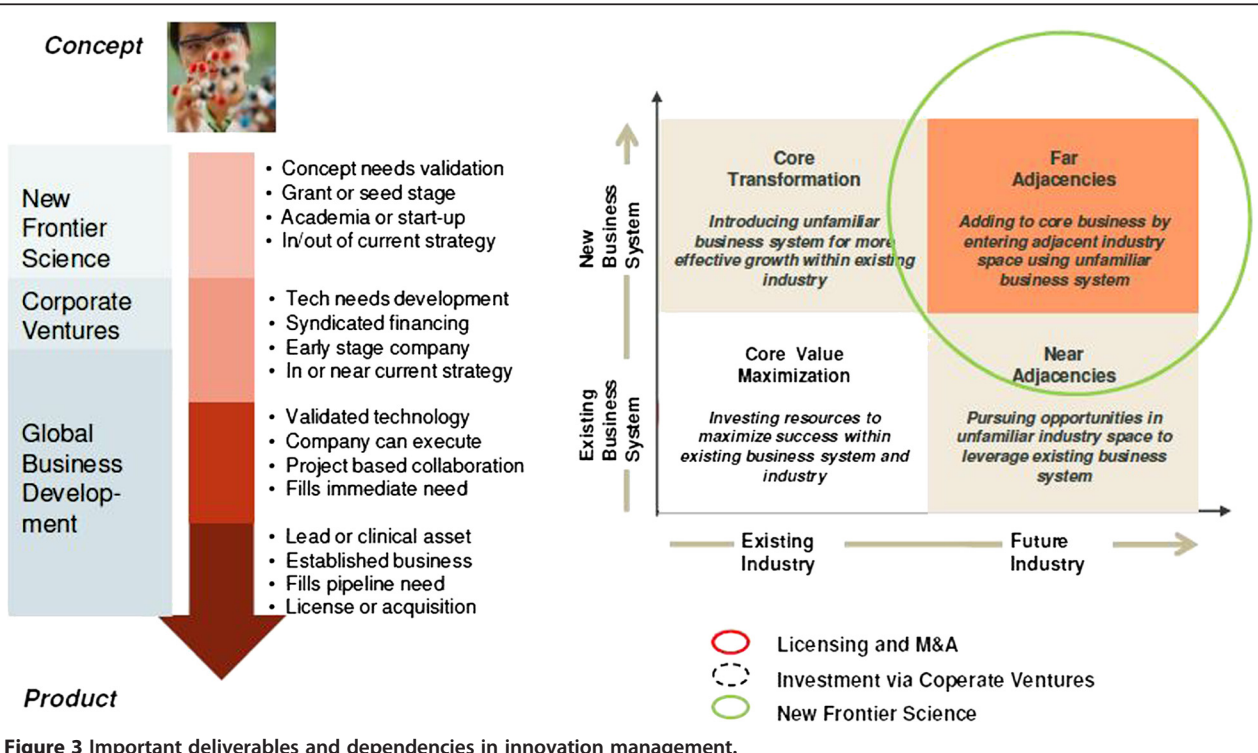 Concept
New
Frontier
Science
Corporate
Ventures
Global
Business
Develop-
ment
• Concept needs validation
• Grant or seed stage
• Academia or start-up
• In/out of current strategy
• Tech needs development
• Syndicated financing
• Early stage company
• In or near current strategy
• Validated technology
• Company can execute
• Project based collaboration
• Fills immediate need
• Lead or clinical asset
• Established business
• Fills pipeline need
• License or acquisition
Product
New
Business
System
Existing
Business
System
Core
Transformation
Introducing unfamiliar
business system for more
effective growth within existing
industry
Far
Adjacencies
Adding to core business by
entering adjacent industry
space using unfamiliar
business system
Core Value
Maximization
Investing resources to
maximize success within
existing business system and
industry
Near
Adjacencies
Pursuing opportunities in
unfamiliar industry space to
leverage existing business
system
Existing
Industry
Future
Industry
Licensing and M&A
Investment via Coperate Ventures
New Frontier Science
Figure 3 Important deliverables and dependencies in innovation management.